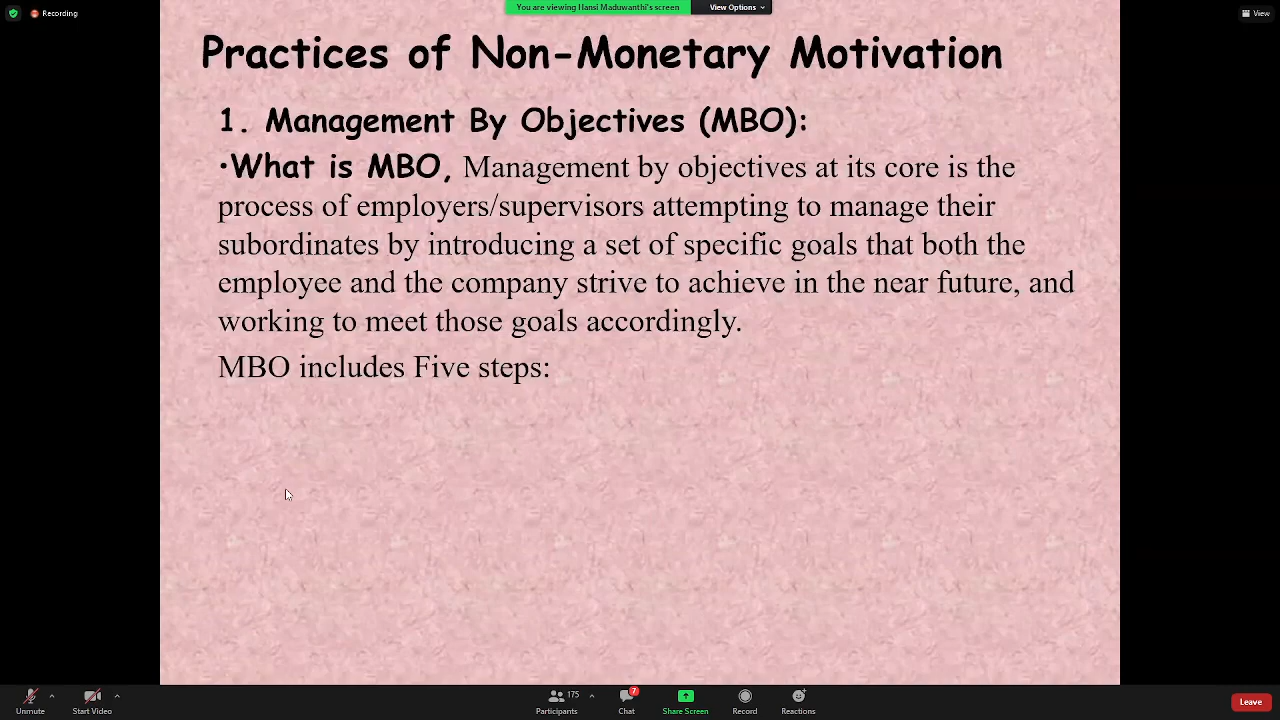 Recording
You are viewing Hansi Maduwanthi's screen
View Options
View
Practices of Non-Monetary Motivation
1. Management By Objectives (MBO):
•What is MBO, Management by objectives at its core is the
process of employers/supervisors attempting to manage their
subordinates by introducing a set of specific goals that both the
employee and the company strive to achieve in the near future, and
working to meet those goals accordingly.
MBO includes Five steps:
Unmute
Start Video
175
Participants
7
Chat
Share Screen
Record
Reactions
Leave